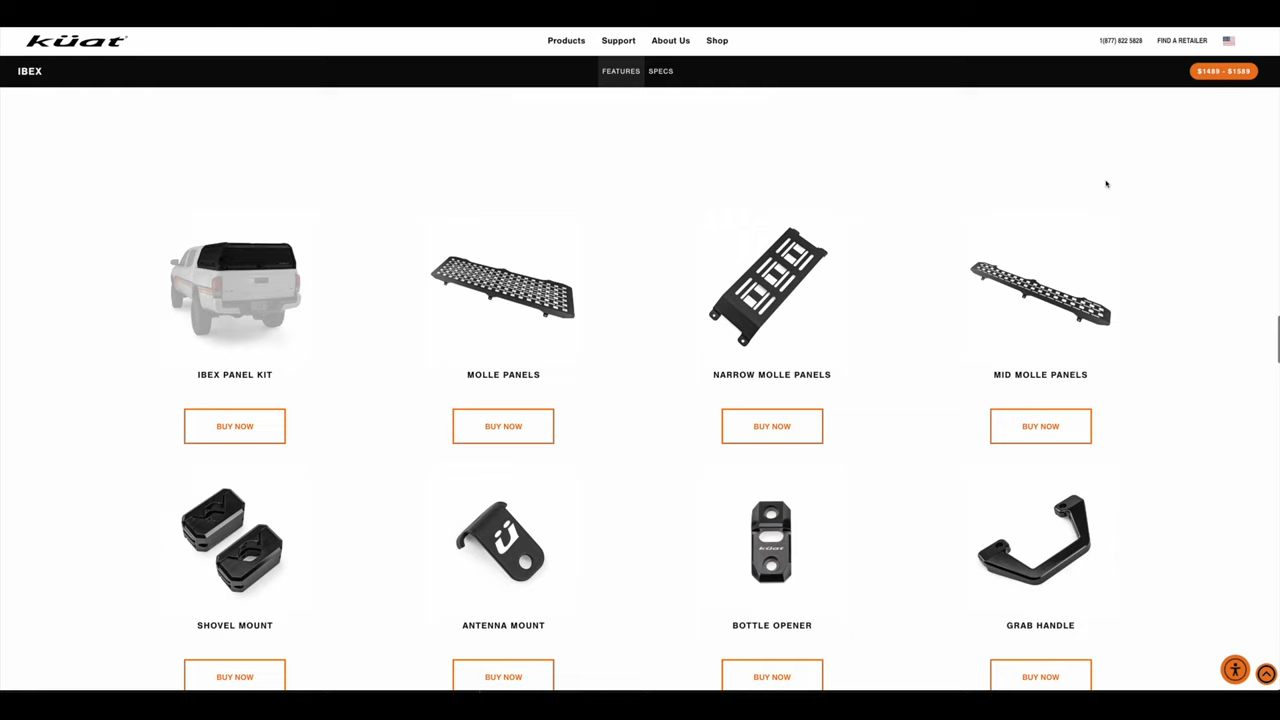 küat
Products Support About Us Shop
1(877) 822 5828 FIND A RETAILER
IBEX
FEATURES SPECS
$1489 - $1589
IBEX PANEL KIT
MOLLE PANELS
NARROW MOLLE PANELS
MID MOLLE PANELS
BUY NOW
BUY NOW
BUY NOW
BUY NOW
küat
SHOVEL MOUNT
ANTENNA MOUNT
BOTTLE OPENER
GRAB HANDLE
BUY NOW
BUY NOW
BUY NOW
BUY NOW